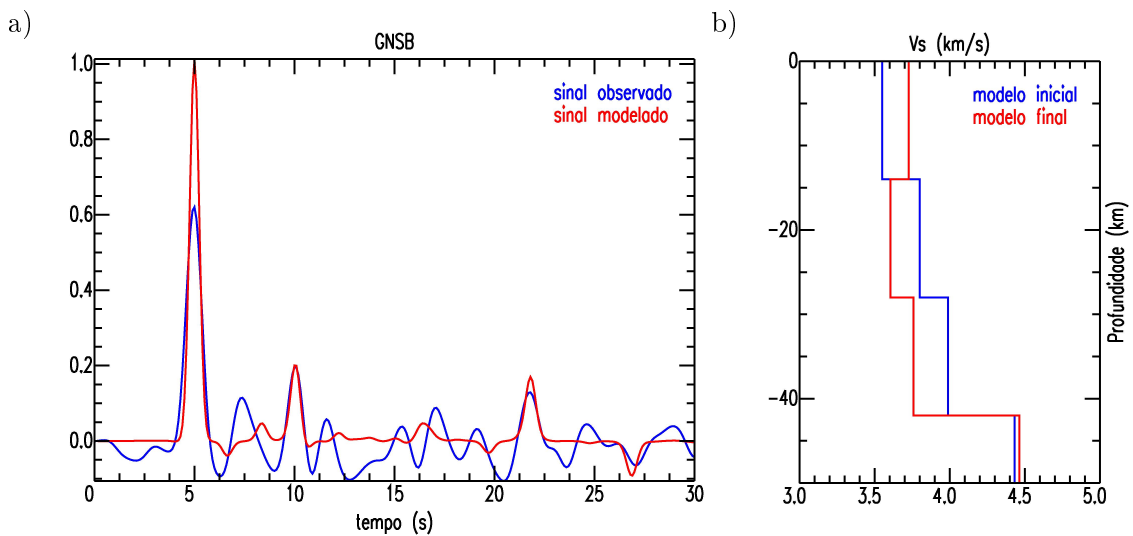 a)
GNSB
1.0
0.8
0.6
0.4
0.2
0.0
sinal observado
sinal modelado
0 5 10 15 20 25 30
tempo (s)
b)
Vs (km/s)
0
-20
-40
modelo inicial
modelo final
Profundidade (km)
3.0 3.5 4.0 4.5 5.0